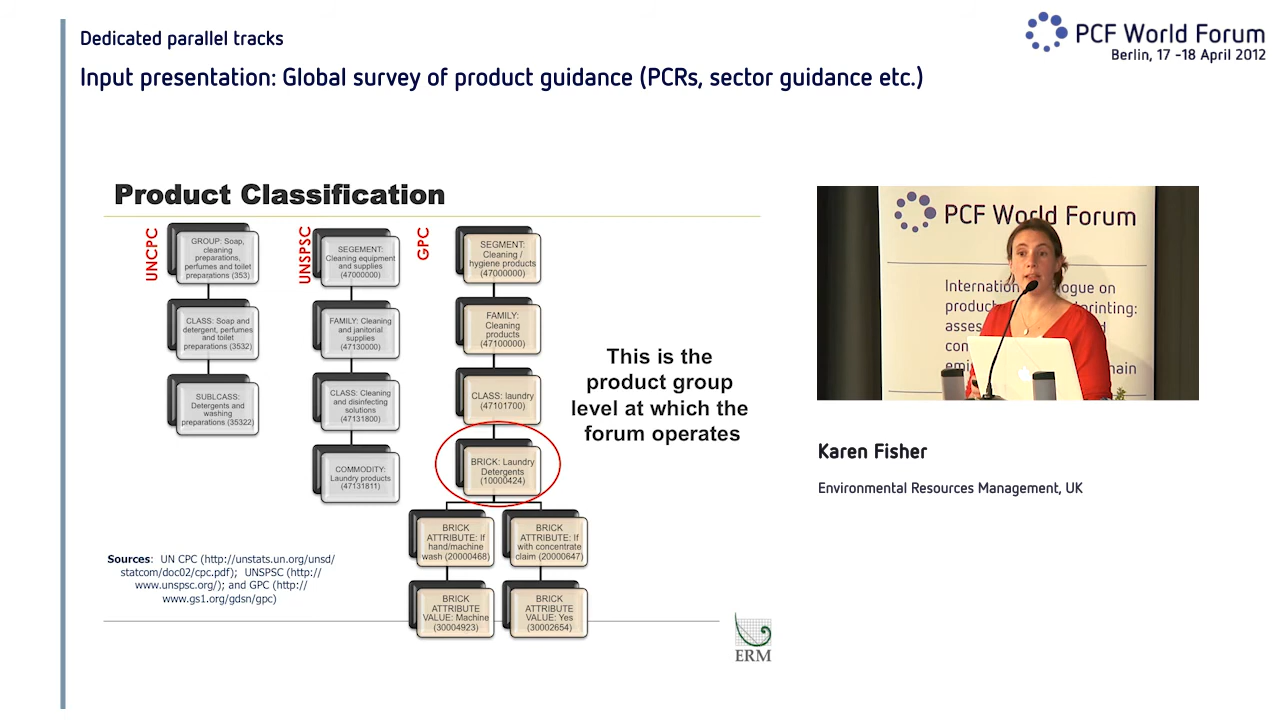 Dedicated parallel tracks
Input presentation: Global survey of product guidance (PCRs, sector guidance etc.)
PCF World Forum
Berlin, 17 -18 April 2012
Product Classification
UNCPC
GROUP: Soap,
cleaning
preparations,
perfumes and toilet
preparations (353)
CLASS: Soap and
detergent, perfumes
and toilet
preparations (3532)
SUBLCASS:
Detergents and
washing
preparations (35322)
UNSPSC
SEGEMENT:
Cleaning equipment
and supplies
(47000000)
FAMILY: Cleaning
and janitorial
supplies
(47130000)
CLASS: Cleaning
and disinfecting
solutions
(47131800)
COMMODITY:
Laundry products
(47131811)
GPC
SEGMENT:
Cleaning /
hygiene products
(47000000)
FAMILY:
Cleaning
products
(47100000)
CLASS: laundry
(47101700)
BRICK: Laundry
Detergents
(10000424)
BRICK
ATTRIBUTE: If
hand/machine
wash (20000468)
BRICK
ATTRIBUTE: If
with concentrate
claim (20000647)
BRICK
ATTRIBUTE
VALUE: Machine
(30004923)
BRICK
ATTRIBUTE
VALUE: Yes
(30002654)
This is the
product group
level at which the
forum operates
Sources: UN CPC (http://unstats.un.org/unsd/
statcom/doc02/cpc.pdf); UNSPSC (http://
www.unspsc.org/); and GPC (http://
www.gs1.org/gdsn/gpc)
ERM
PCF World Forum
on
product
asses
con
Karen Fisher
Environmental Resources Management, UK